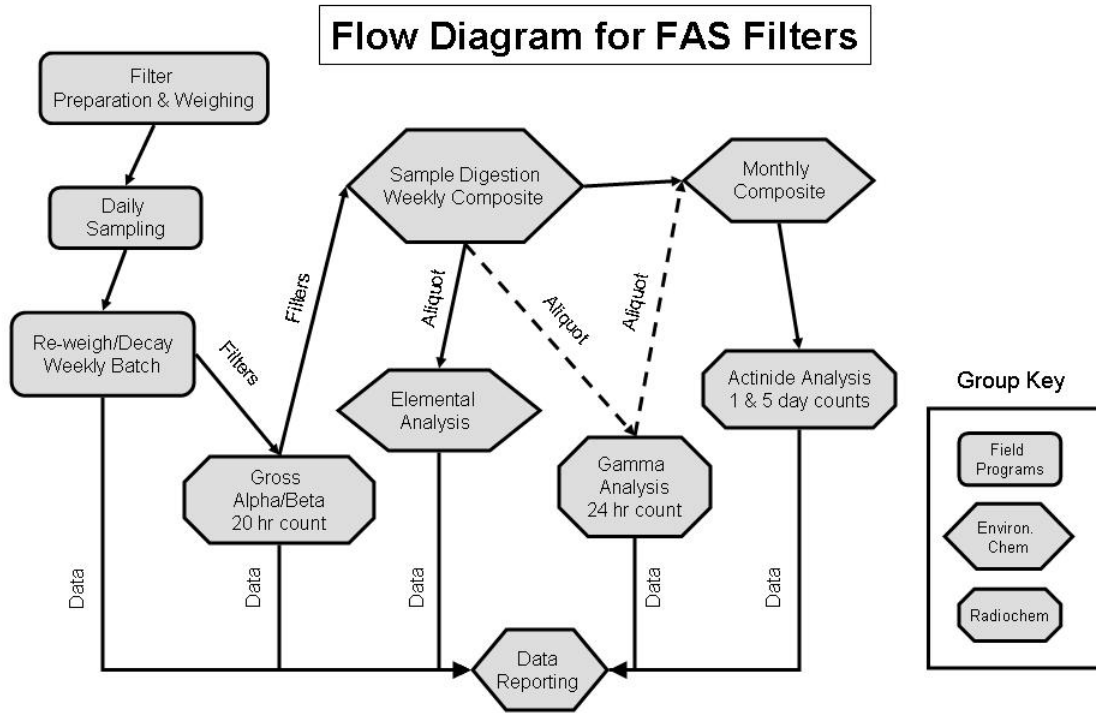 Flow Diagram for FAS Filters
Filter
Preparation & Weighing
Daily
Sampling
Re-weigh/Decay
Weekly Batch
Filters
Gross
Alpha/Beta
20 hr count
Filters
Sample Digestion
Weekly Composite
Aliquot
Elemental
Analysis
Aliquot
Gamma
Analysis
24 hr count
Aliquot
Monthly
Composite
Actinide Analysis
1 & 5 day counts
Data
Data
Data
Data
Data
Data
Reporting
Group Key
Field
Programs
Environ.
Chem
Radiochem